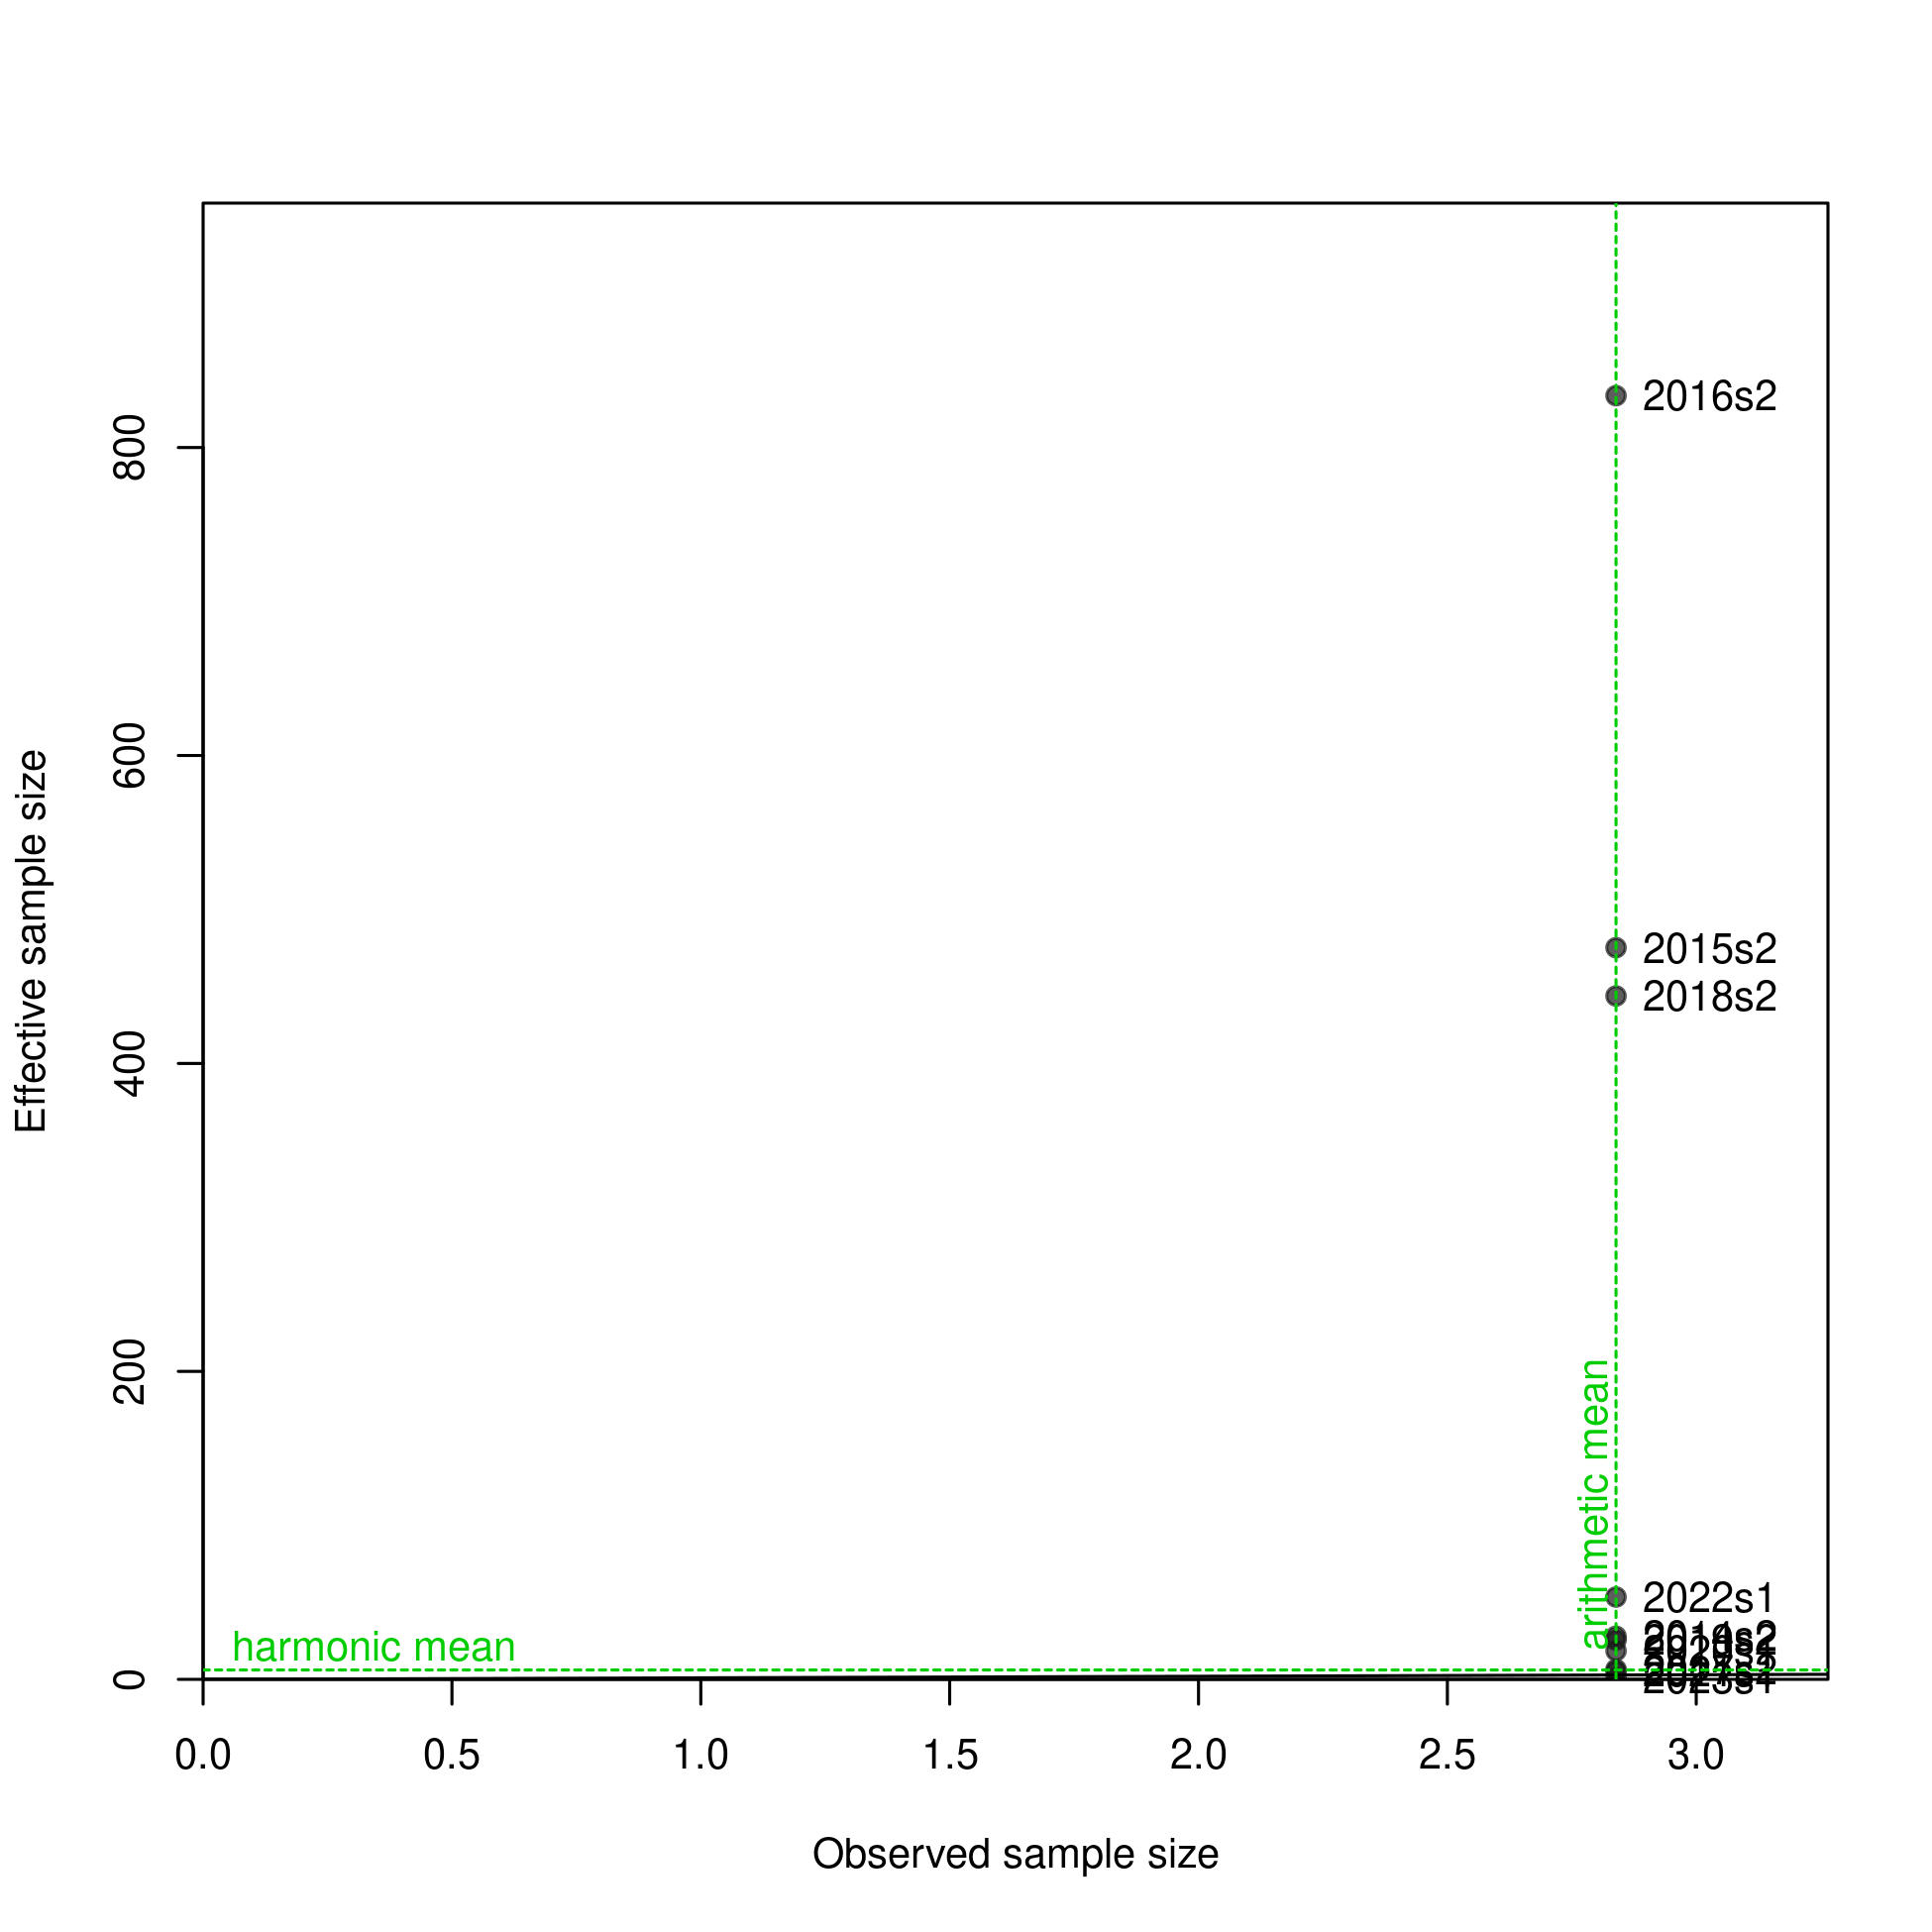 Effective sample size
800
600
400
200
0
2016s2
2015s2
2018s2
2022s1
arithmetic mean
harmonic mean
0.0 0.5 1.0 1.5 2.0 2.5 3.0
Observed sample size